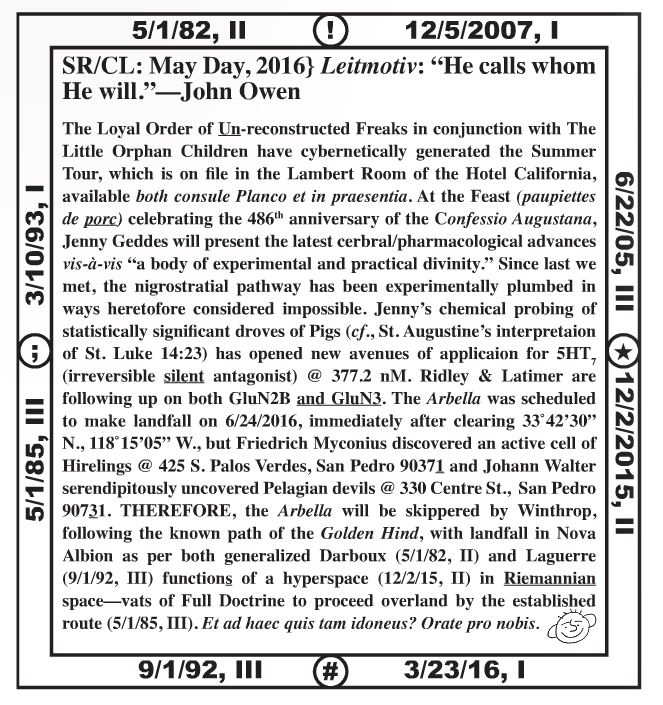 5/1/82, II ! 12/5/2007, I
SR/CL: May Day, 2016} Leitmotiv: “He calls whom
He will.”—John Owen
The Loyal Order of Un-reconstructed Freaks in conjunction with The
Little Orphan Children have cybernetically generated the Summer
Tour, which is on file in the Lambert Room of the Hotel California,
available both consule Planco et in praesentia. At the Feast (paupiettes
de porc) celebrating the 486th anniversary of the Confessio Augustana,
Jenny Geddes will present the latest cerbral/pharmacological advances
vis-à-vis “a body of experimental and practical divinity.” Since last we
met, the nigrostratial pathway has been experimentally plumbed in
ways heretofore considered impossible. Jenny’s chemical probing of
statistically significant droves of Pigs (cf., St. Augustine’s interpretaion
of St. Luke 14:23) has opened new avenues of applicaion for 5HT7
(irreversible silent antagonist) @ 377.2 nM. Ridley & Latimer are
following up on both GluN2B and GluN3. The Arbella was scheduled
to make landfall on 6/24/2016, immediately after clearing 33˚42’30”
N., 118˚15’05” W., but Friedrich Myconius discovered an active cell of
Hirelings @ 425 S. Palos Verdes, San Pedro 90371 and Johann Walter
serendipitously uncovered Pelagian devils @ 330 Centre St., San Pedro
90731. THEREFORE, the Arbella will be skippered by Winthrop,
following the known path of the Golden Hind, with landfall in Nova
Albion as per both generalized Darboux (5/1/82, II) and Laguerre
(9/1/92, III) functions of a hyperspace (12/2/15, II) in Riemannian
space—vats of Full Doctrine to proceed overland by the established
route (5/1/85, III). Et ad haec quis tam idoneus? Orate pro nobis.
5/1/85, III ; 3/10/93, I
6/22/05, III ★ 12/2/2015, II
9/1/92, III # 3/23/16, I